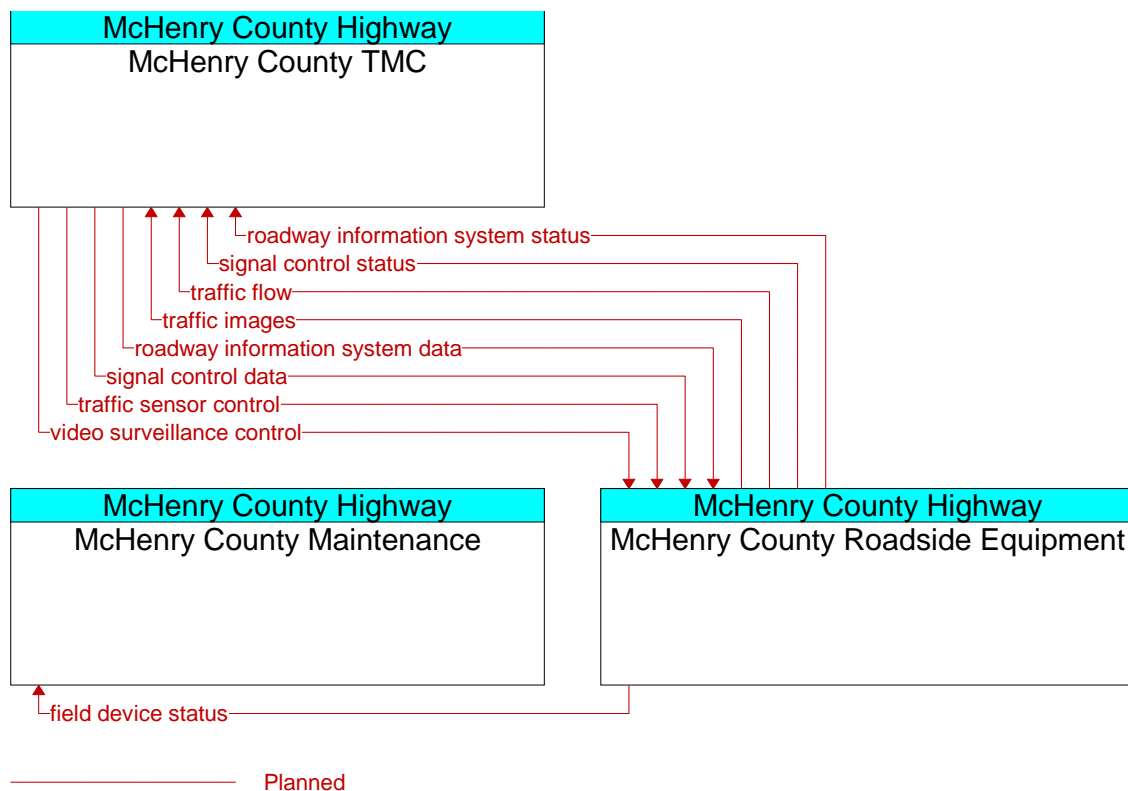 McHenry County Highway
McHenry County TMC
roadway information system status
signal control status
traffic flow
traffic images
roadway information system data
signal control data
traffic sensor control
video surveillance control
McHenry County Highway
McHenry County Maintenance
McHenry County Highway
McHenry County Roadside Equipment
field device status
Planned